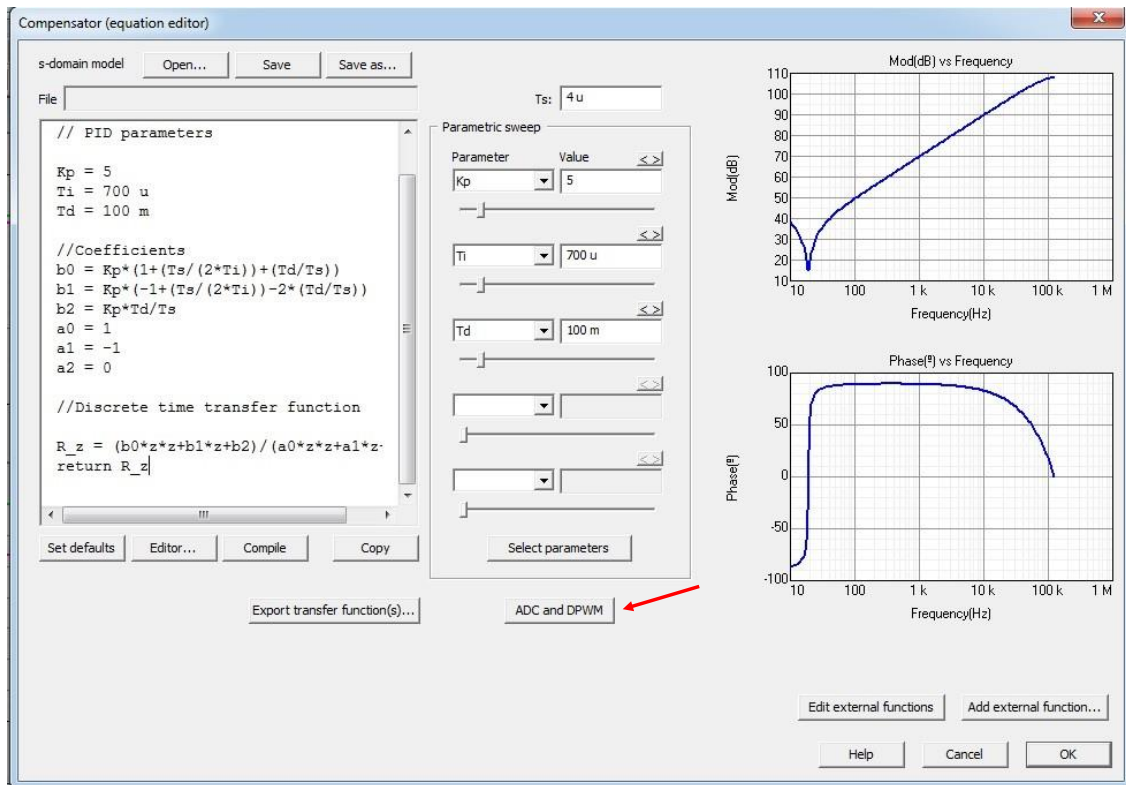 Compensator (equation editor)
s-domain model Open... Save Save as...
File
Ts: 4 u
// PID parameters
Kp = 5
Ti = 700 u
Td = 100 m
//Coefficients
b0 = Kp*(1+(Ts/(2*Ti))+(Td/Ts))
b1 = Kp*(-1+(Ts/(2*Ti))-2*(Td/Ts))
b2 = Kp*Td/Ts
a0 = 1
a1 = -1
a2 = 0
//Discrete time transfer function
R_z = (b0*z*z+b1*z+b2)/(a0*z*z+a1*z-
return R_z
Set defaults Editor... Compile Copy
Export transfer function(s)...
Parametric sweep
Parameter Value < >
Kp 5
< >
Ti 700 u
< >
Td 100 m
< >
< >
Select parameters
ADC and DPWM
Mod(dB) vs Frequency
Mod(dB)
110
100
90
80
70
60
50
40
30
20
10
10 100 1 k 10 k 100 k 1 M
Frequency(Hz)
Phase(º) vs Frequency
Phase(º)
100
50
0
-50
-100
10 100 1 k 10 k 100 k 1 M
Frequency(Hz)
Edit external functions Add external function...
Help Cancel OK